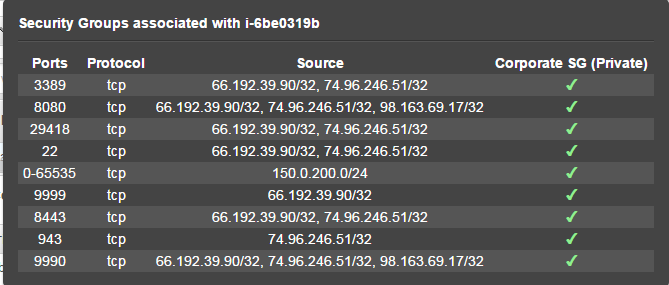 Security Groups associated with i-6be0319b
Ports Protocol Source Corporate SG (Private)
3389 tcp 66.192.39.90/32, 74.96.246.51/32 ✔
8080 tcp 66.192.39.90/32, 74.96.246.51/32, 98.163.69.17/32 ✔
29418 tcp 66.192.39.90/32, 74.96.246.51/32 ✔
22 tcp 66.192.39.90/32, 74.96.246.51/32 ✔
0-65535 tcp 150.0.200.0/24 ✔
9999 tcp 66.192.39.90/32 ✔
8443 tcp 66.192.39.90/32, 74.96.246.51/32 ✔
943 tcp 74.96.246.51/32 ✔
9990 tcp 66.192.39.90/32, 74.96.246.51/32, 98.163.69.17/32 ✔